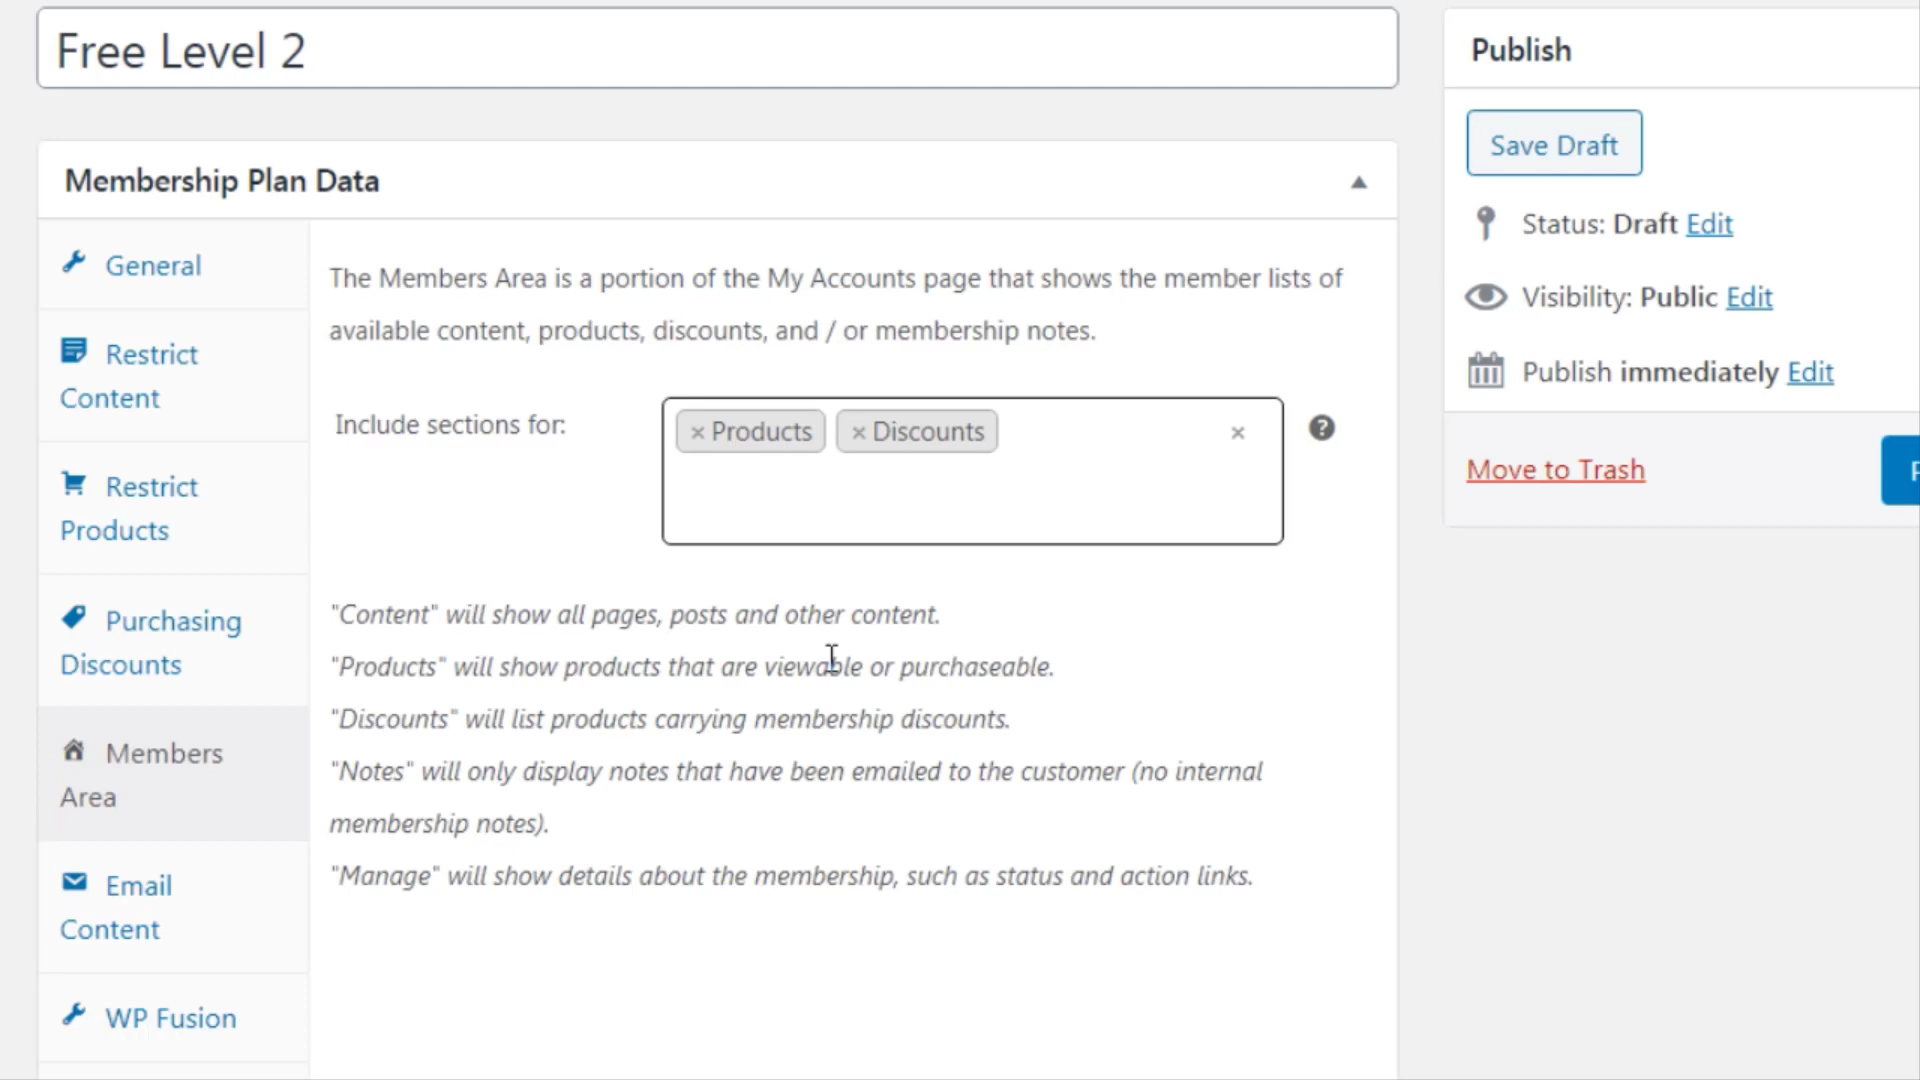 Free Level 2
Publish
Save Draft
Membership Plan Data
Status: Draft Edit
General
The Members Area is a portion of the My Accounts page that shows the member lists of
available content, products, discounts, and / or membership notes.
Visibility: Public Edit
Restrict
Content
Publish immediately Edit
Include sections for:
× Products × Discounts ×
Move to Trash
Restrict
Products
"Content" will show all pages, posts and other content.
"Products" will show products that are viewable or purchaseable.
"Discounts" will list products carrying membership discounts.
"Notes" will only display notes that have been emailed to the customer (no internal
membership notes).
"Manage" will show details about the membership, such as status and action links.
Purchasing
Discounts
Members
Area
Email
Content
WP Fusion